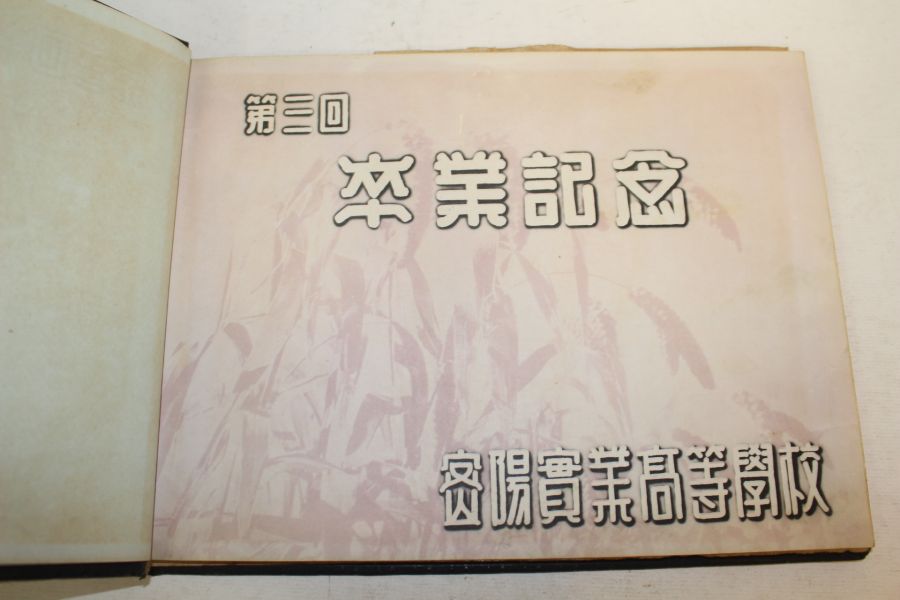 第三回
卒業記念
密陽實業高等學校